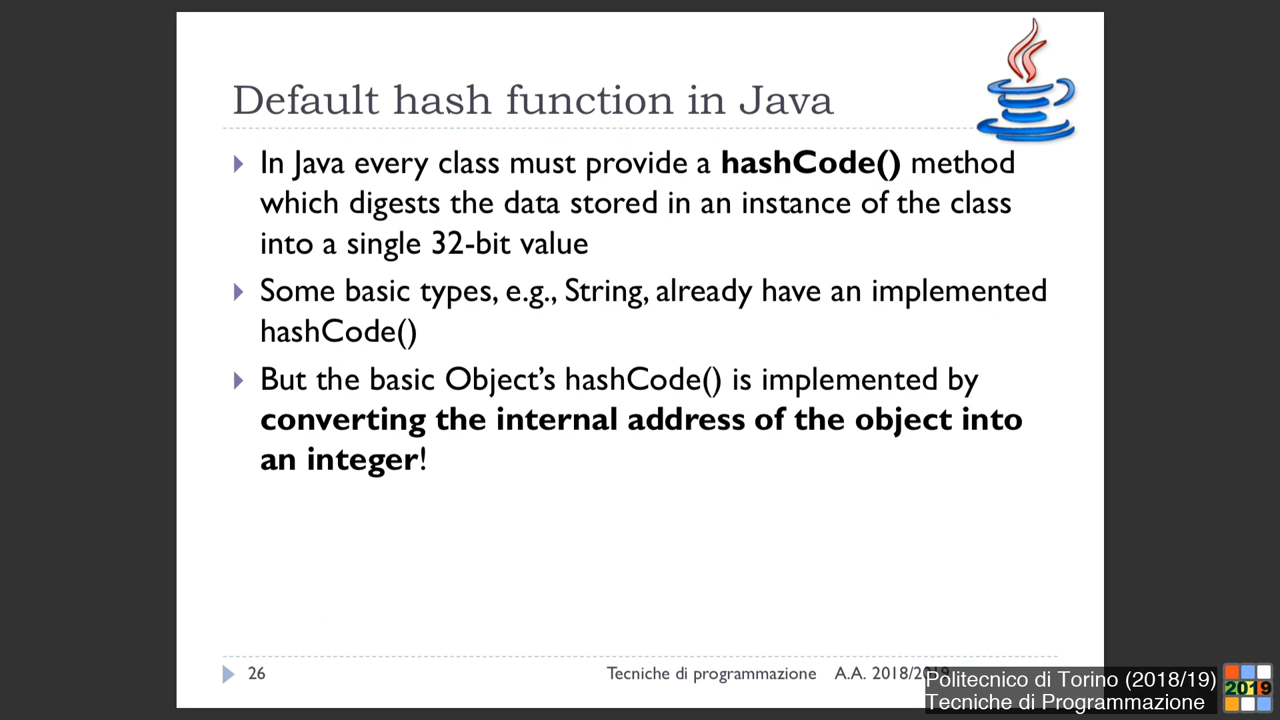 Default hash function in Java
In Java every class must provide a hashCode() method
which digests the data stored in an instance of the class
into a single 32-bit value
Some basic types, e.g., String, already have an implemented
hashCode()
But the basic Object’s hashCode() is implemented by
converting the internal address of the object into
an integer!
26
Tecniche di programmazione A.A. 2018/2019
Politecnico di Torino (2018/19)
Tecniche di Programmazione
2019